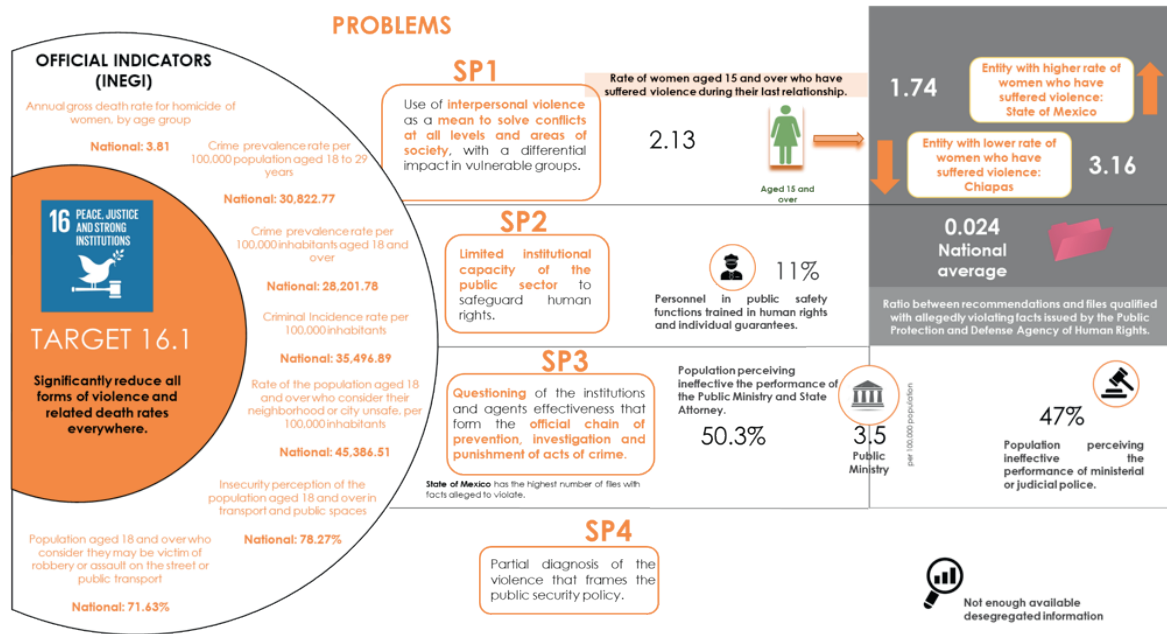 PROBLEMS
OFFICIAL INDICATORS
(INEGI)
Annual gross death rate for homicide of
women, by age group
National: 3.81
Crime prevalence rate per
100,000 population aged 18 to 29
years
National: 30,822.77
Crime prevalence rate per
100,000 inhabitants aged 18 and
over
National: 28,201.78
Criminal Incidence rate per
100,000 inhabitants
National: 35,496.89
Rate of the population aged 18
and over who consider their
neighborhood or city unsafe, per
100,000 inhabitants
National: 45,386.51
Insecurity perception of the
population aged 18 and over in
transport and public spaces
National: 78.27%
Population aged 18 and over who
consider they may be victim of
robbery or assault on the street or
public transport
National: 71.63%
16 PEACE, JUSTICE
AND STRONG
INSTITUTIONS
TARGET 16.1
Significantly reduce all
forms of violence and
related death rates
everywhere.
SP1
Use of interpersonal violence
as a mean to solve conflicts
at all levels and areas of
society, with a differential
impact in vulnerable groups.
Rate of women aged 15 and over who have
suffered violence during their last relationship.
2.13
Aged 15 and
over
1.74
Entity with higher rate of
women who have
suffered violence:
State of Mexico
Entity with lower rate of
women who have
suffered violence:
Chiapas
3.16
SP2
Limited institutional
capacity of the
public sector to
safeguard human
rights.
11%
Personnel in public safety
functions trained in human rights
and individual guarantees.
0.024
National
average
Ratio between recommendations and files qualified
with allegedly violating facts issued by the Public
Protection and Defense Agency of Human Rights.
SP3
Questioning of the institutions
and agents effectiveness that
form the official chain of
prevention, investigation and
punishment of acts of crime.
State of Mexico has the highest number of files with
facts alleged to violate.
Population perceiving
ineffective the performance of
the Public Ministry and State
Attorney.
50.3%
3.5
Public
Ministry
per 100,000 population
47%
Population perceiving
ineffective the
performance of ministerial
or judicial police.
SP4
Partial diagnosis of the
violence that frames the
public security policy.
Not enough available
desegregated information